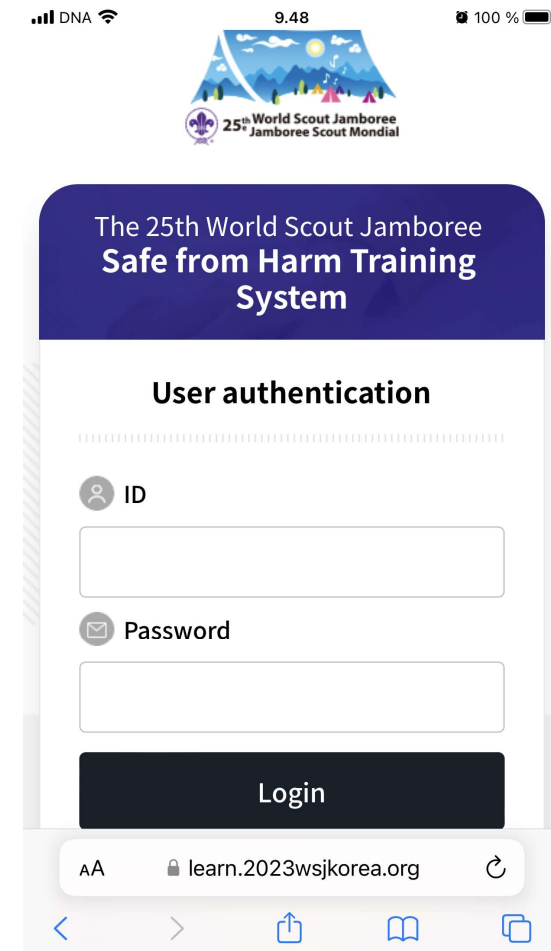 DNA 9.48 100 %
25th World Scout Jamboree
25e Jamboree Scout Mondial
The 25th World Scout Jamboree
Safe from Harm Training
System
User authentication
ID
Password
Login
AA learn.2023wsjkorea.org